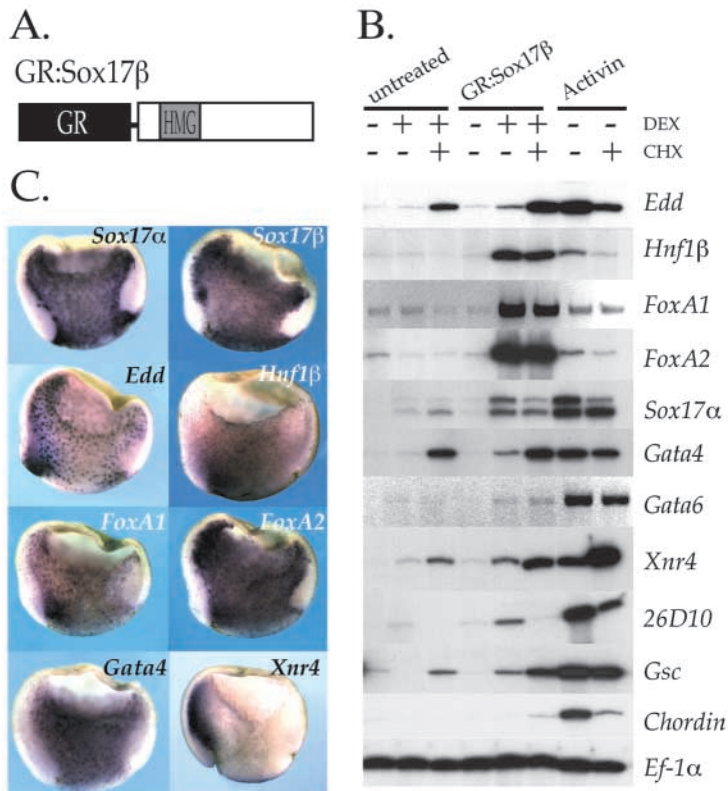 A.
GR:Sox17β
GR HMG
B.
untreated GR:Sox17β Activin
- + + - + + - - DEX
- - + - - + - + CHX
Edd
Hnf1β
FoxA1
FoxA2
Sox17α
Gata4
Gata6
Xnr4
26D10
Gsc
Chordin
Ef-1α
C.
Sox17α Sox17β
Edd Hnf1β
FoxA1 FoxA2
Gata4 Xnr4